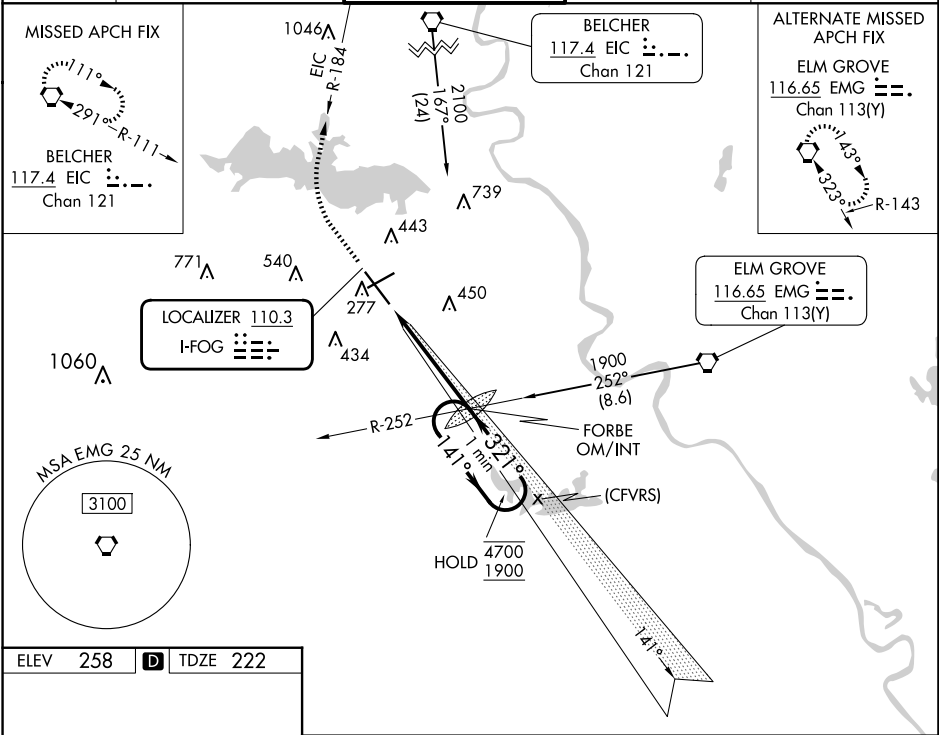 MISSED APCH FIX
111°
291°
R-111
BELCHER
117.4 EIC
Chan 121
1046
EIC
R-184
2100
167°
(24)
BELCHER
117.4 EIC
Chan 121
ALTERNATE MISSED
APCH FIX
ELM GROVE
116.65 EMG
Chan 113(Y)
143°
323°
R-143
739
443
771
540
277
450
434
LOCALIZER 110.3
I-FOG
ELM GROVE
116.65 EMG
Chan 113(Y)
1060
1900
252°
(8.6)
R-252
FORBE
OM/INT
321°
1 min
141°
(CFVRS)
HOLD 4700
1900
MSA EMG 25 NM
3100
141°
ELEV 258 D TDZE 222